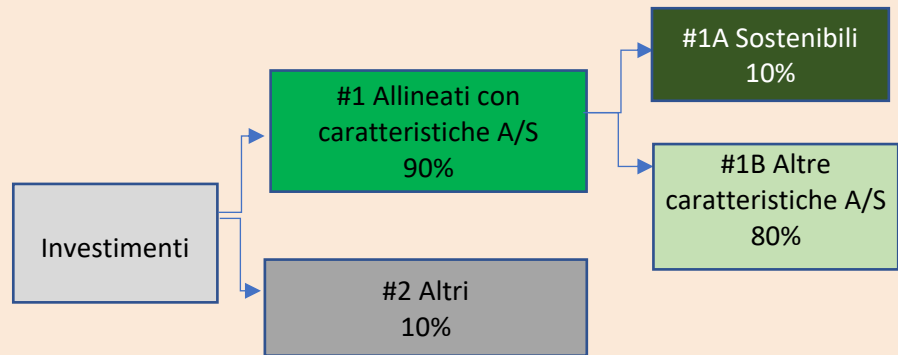 Investimenti
#1 Allineati con
caratteristiche A/S
90%
#2 Altri
10%
#1A Sostenibili
10%
#1B Altre
caratteristiche A/S
80%